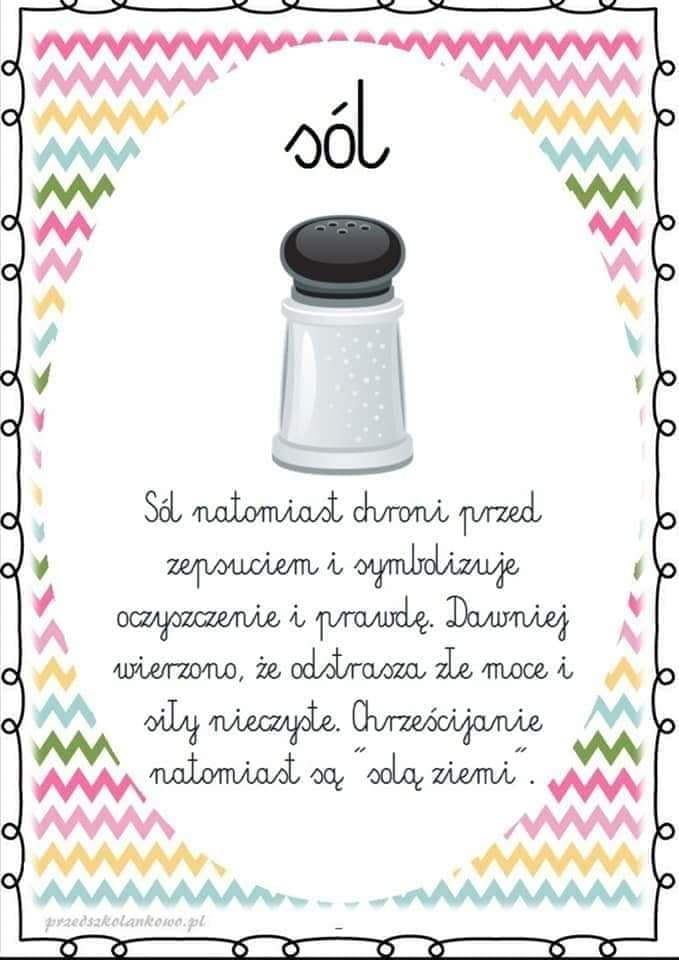 sól
Sól natomiast chroni przed
zepsuciem i symbolizuje
oczyszczenie i prawdę. Dawniej
wierzono, że odstrasza złe moce i
siły nieczyste. Chrześcijanie
natomiast są "solą ziemi".
przedszkolankowo.pl